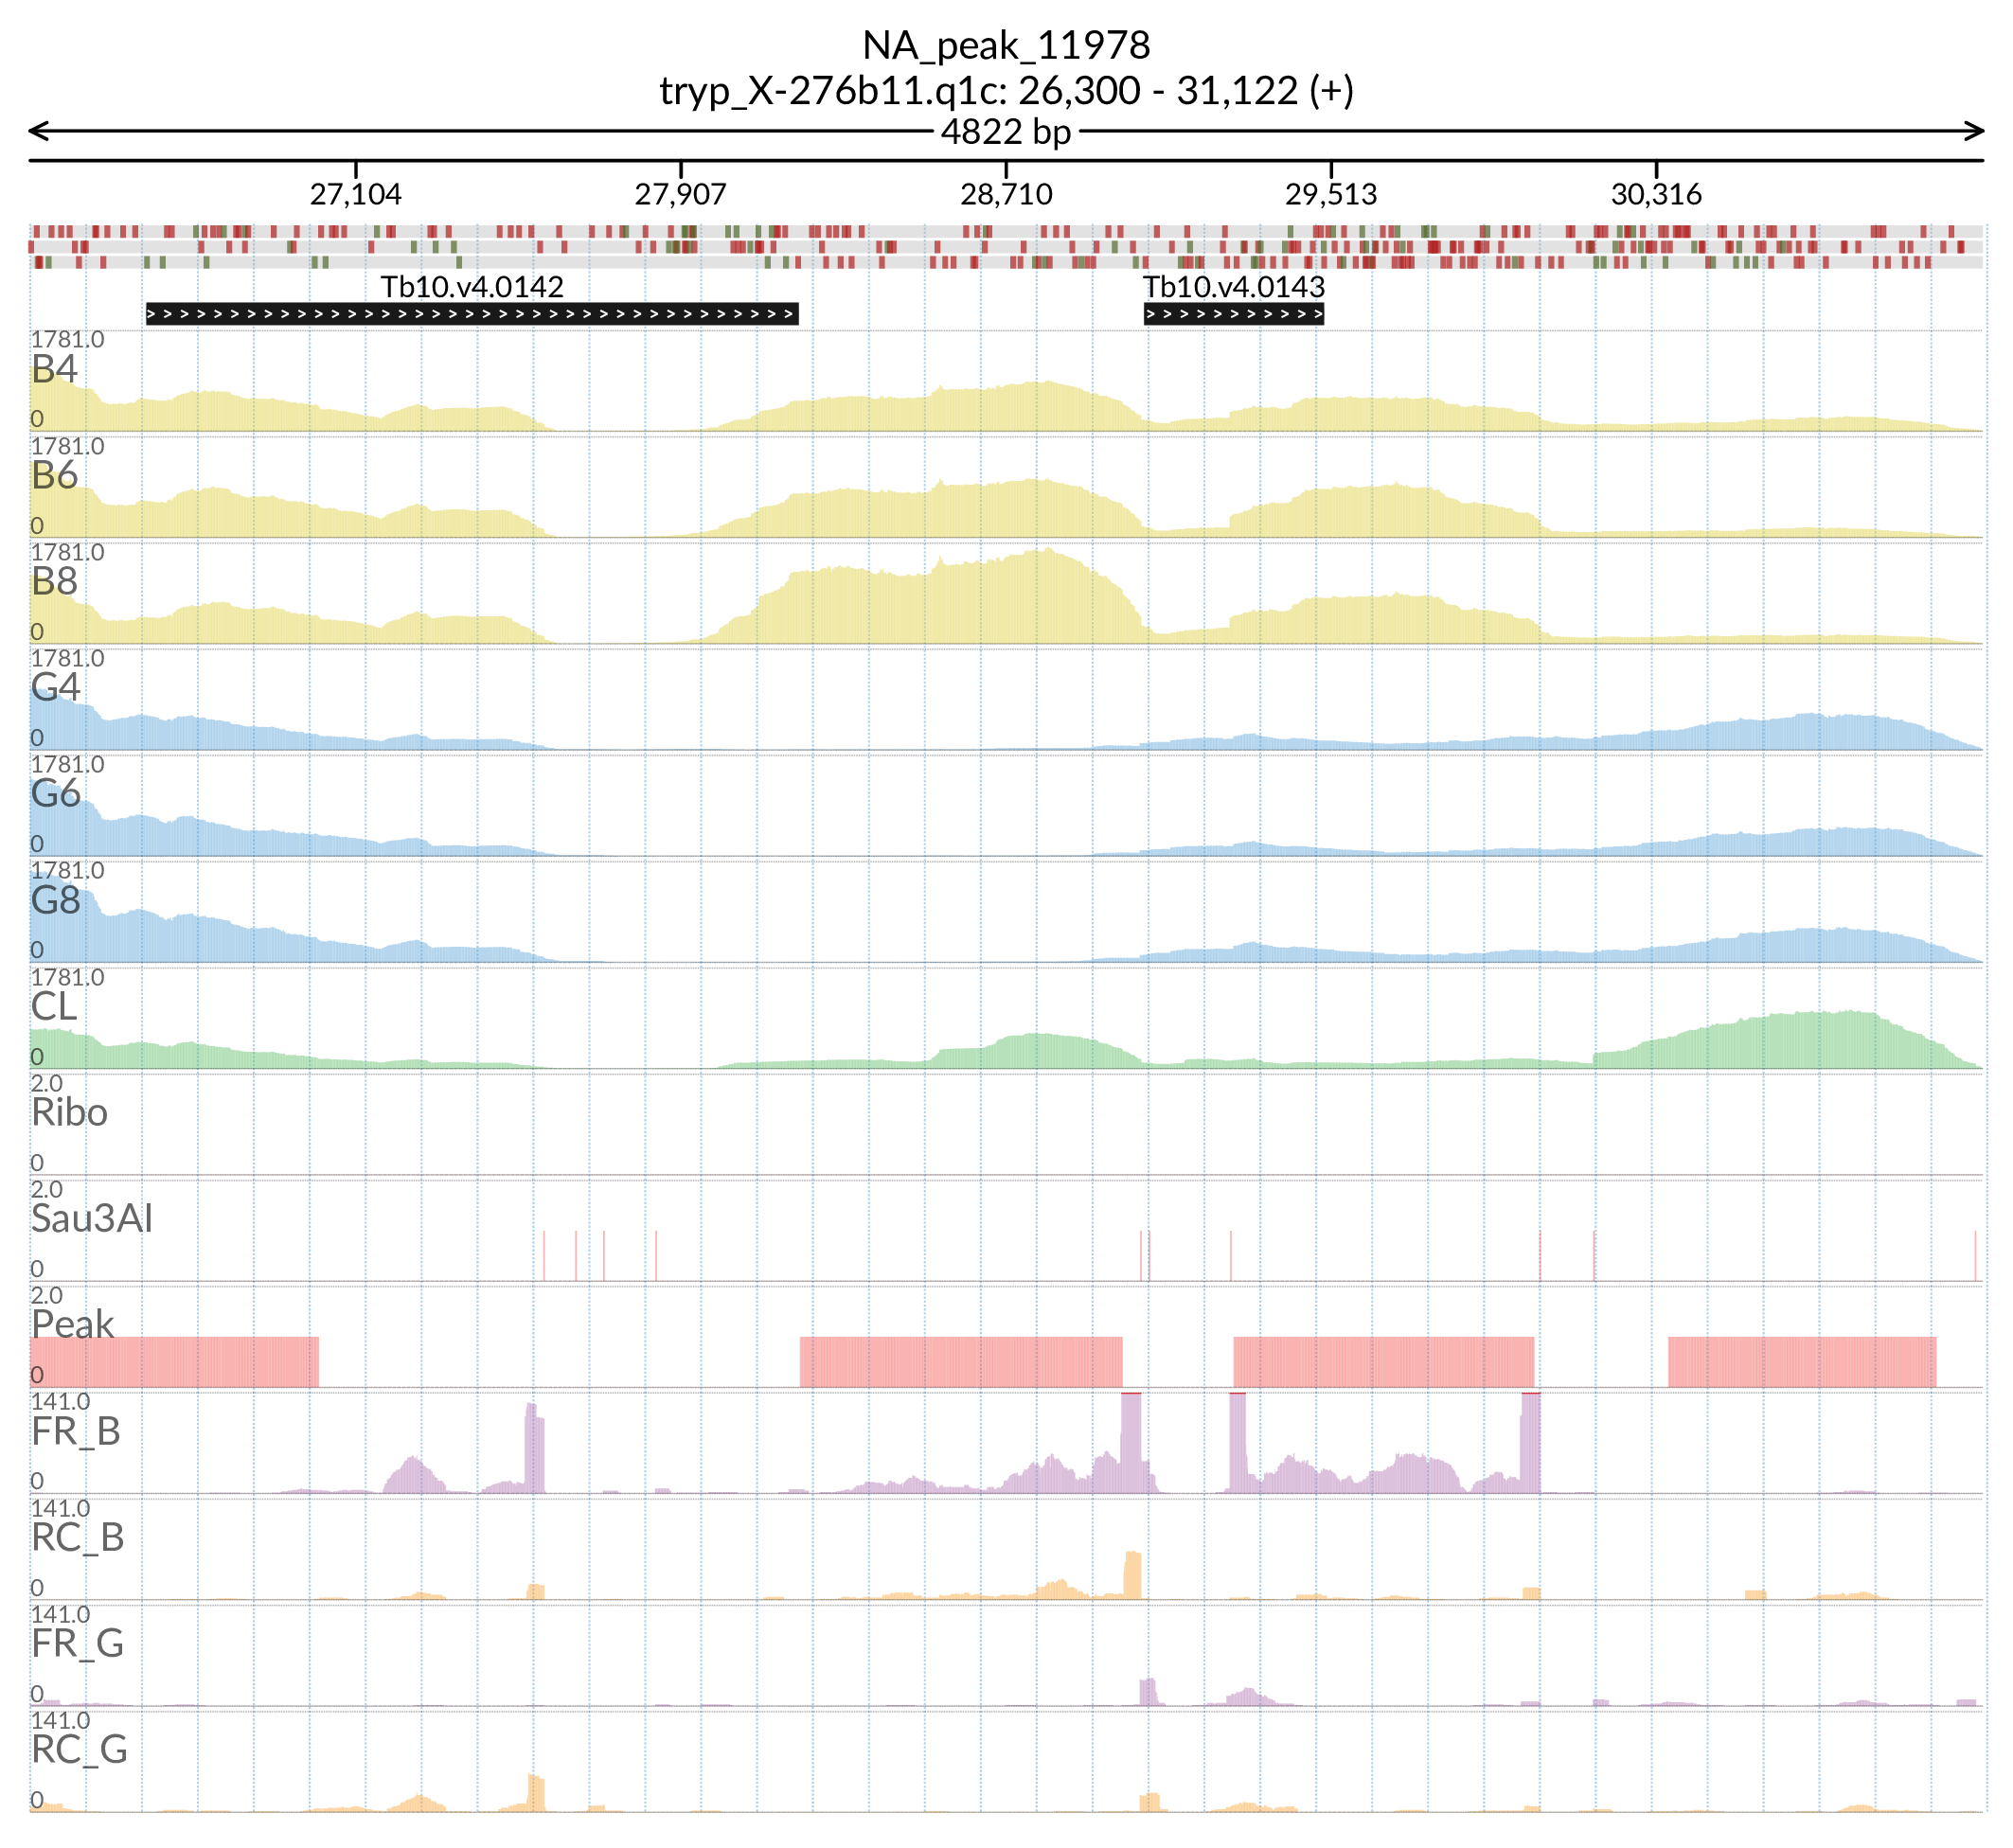 NA_peak_11978
tryp_X-276b11.q1c: 26,300 - 31,122 (+)
4822 bp
27,104 27,907 28,710 29,513 30,316
Tb10.v4.0142 Tb10.v4.0143
1781.0
B4
0
1781.0
B6
0
1781.0
B8
0
1781.0
G4
0
1781.0
G6
0
1781.0
G8
0
1781.0
CL
0
2.0
Ribo
0
2.0
Sau3AI
0
2.0
Peak
0
141.0
FR_B
0
141.0
RC_B
0
141.0
FR_G
0
141.0
RC_G
0